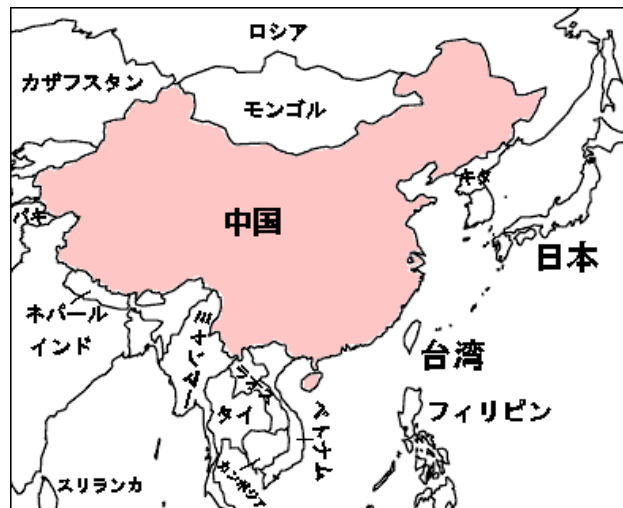 ロシア
カザフスタン
モンゴル
キタ
パキ
中国
日本
ネパール
インド
ミャンマー
台湾
ラオス
タイ
フィリピン
ベトナム
カンボジア
スリランカ